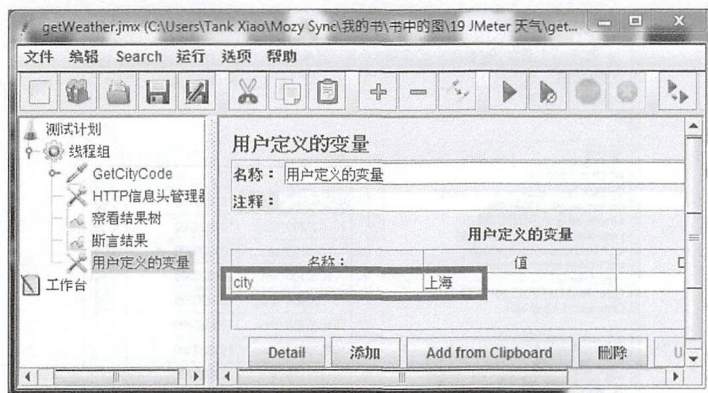 getWeather.jmx (C:\Users\Tank Xiao\Mozy Sync\我的书\书中的图\19 JMeter 天气\get...
文件 编辑 Search 运行 选项 帮助
测试计划
线程组
GetCityCode
HTTP信息头管理器
察看结果树
断言结果
用户定义的变量
工作台
用户定义的变量
名称： 用户定义的变量
注释：
用户定义的变量
名称： 值
city 上海
Detail 添加 Add from Clipboard 删除 U